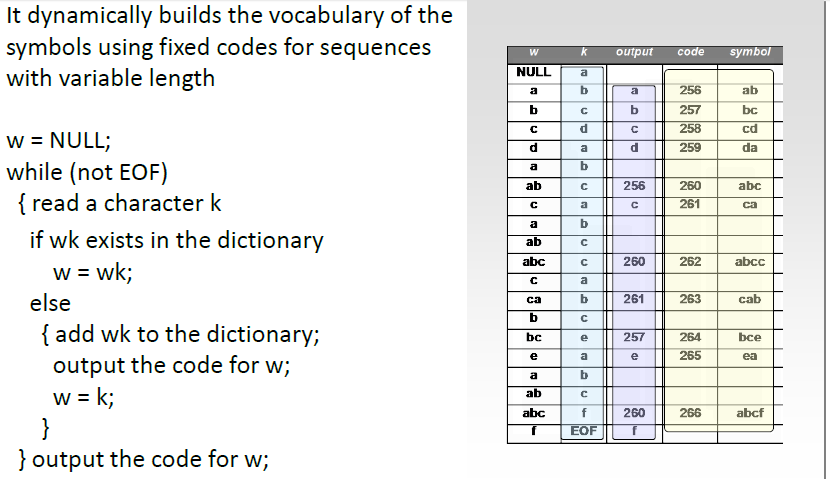 It dynamically builds the vocabulary of the
symbols using fixed codes for sequences
with variable length
w = NULL;
while (not EOF)
{ read a character k
if wk exists in the dictionary
w = wk;
else
{ add wk to the dictionary;
output the code for w;
w = k;
}
} output the code for w;
w k output code symbol
NULL a
a b a 256 ab
b c b 257 bc
c d c 258 cd
d a d 259 da
a b
ab c 256 260 abc
c a c 261 ca
a b
ab c
abc c 260 262 abcc
c a
ca b 261 263 cab
b c
bc e 257 264 bce
e a e 265 ea
a b
ab c
abc f 260 266 abcf
f EOF f